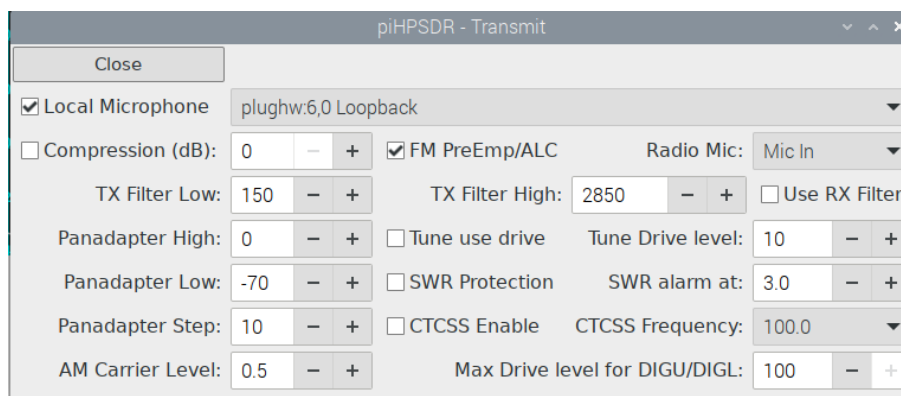 piHPSDR - Transmit
Close
Local Microphone plughw:6,0 Loopback
Compression (dB): 0 − + FM PreEmp/ALC Radio Mic: Mic In
TX Filter Low: 150 − + TX Filter High: 2850 − + Use RX Filter
Panadapter High: 0 − + Tune use drive Tune Drive level: 10 − +
Panadapter Low: -70 − + SWR Protection SWR alarm at: 3.0 − +
Panadapter Step: 10 − + CTCSS Enable CTCSS Frequency: 100.0
AM Carrier Level: 0.5 − + Max Drive level for DIGU/DIGL: 100 − +